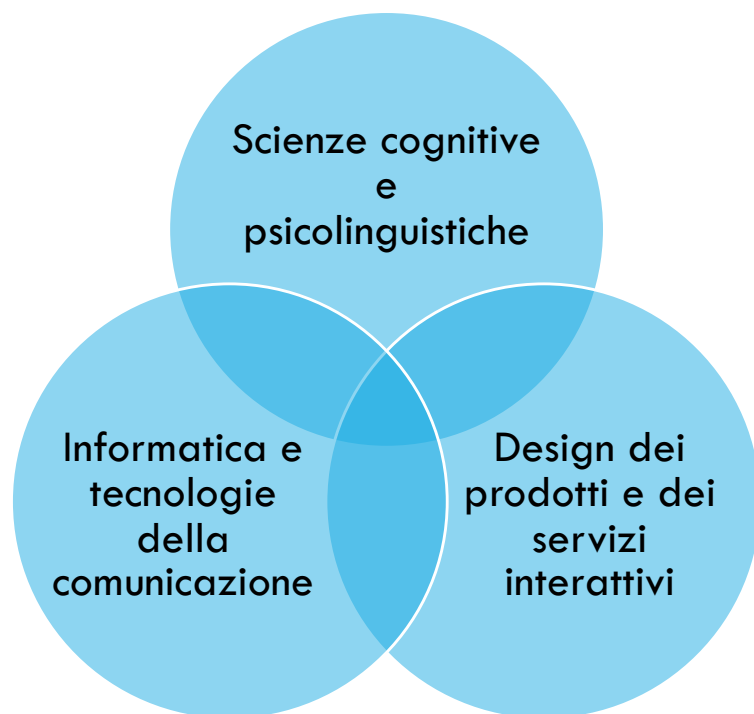 Scienze cognitive
e
psicolinguistiche
Informatica e
tecnologie
della
comunicazione
Design dei
prodotti e dei
servizi
interattivi